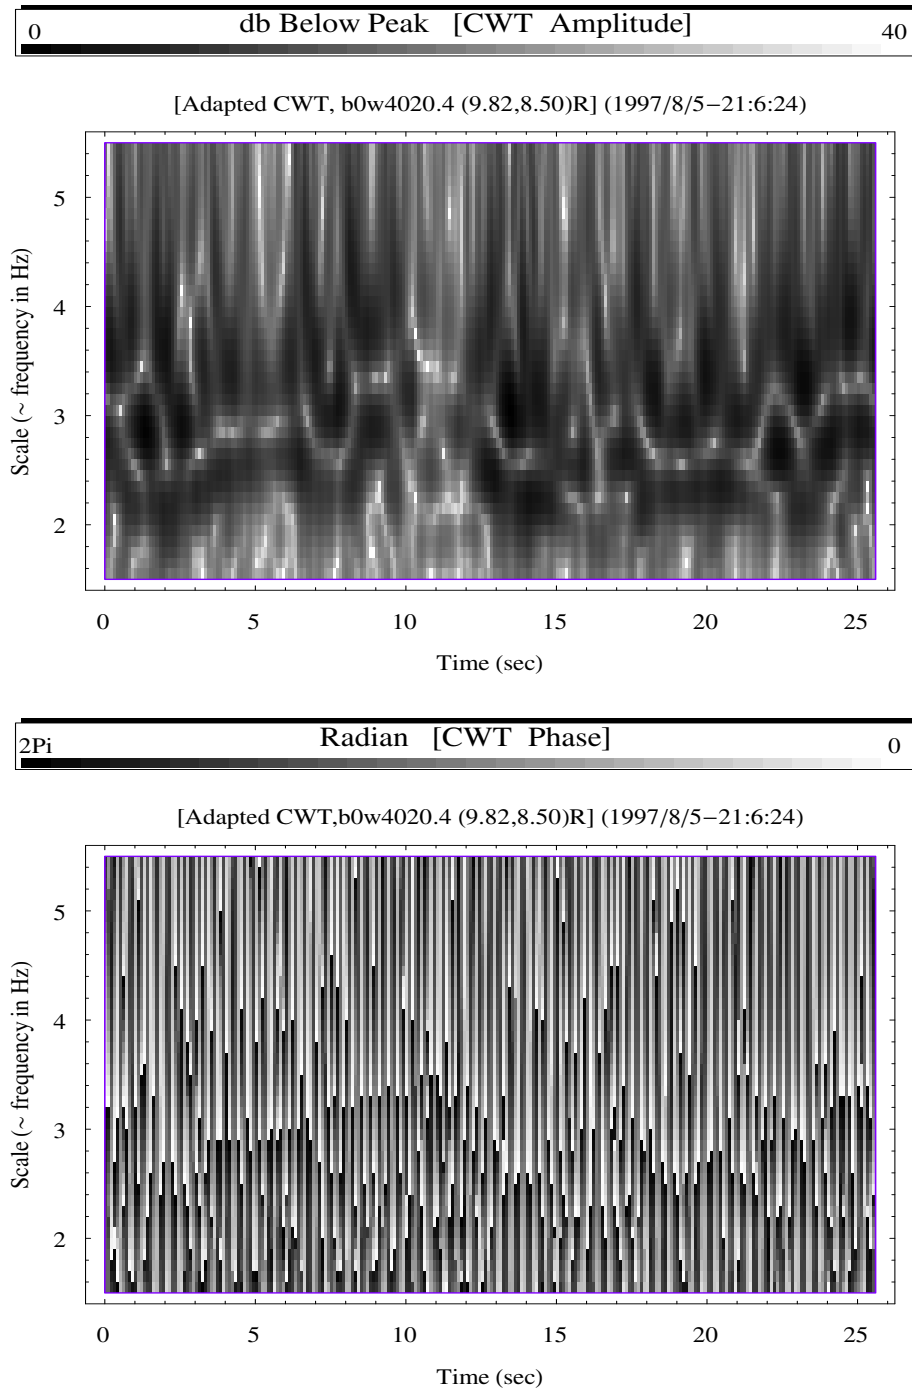 db Below Peak [CWT Amplitude]
0 40
[Adapted CWT, b0w4020.4 (9.82,8.50)R] (1997/8/5−21:6:24)
5
4
3
2
Scale (~ frequency in Hz)
0 5 10 15 20 25
Time (sec)
Radian [CWT Phase]
2Pi 0
[Adapted CWT,b0w4020.4 (9.82,8.50)R] (1997/8/5−21:6:24)
5
4
3
2
Scale (~ frequency in Hz)
0 5 10 15 20 25
Time (sec)